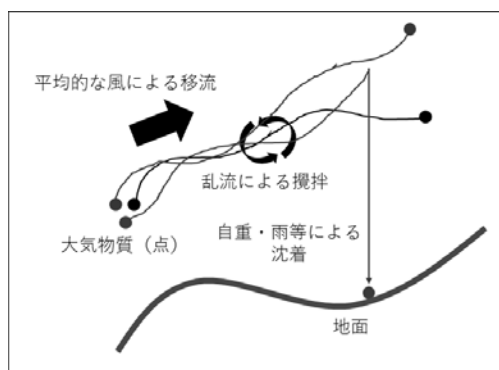 平均的な風による移流
乱流による攪拌
大気物質（点）
自重・雨等による
沈着
地面